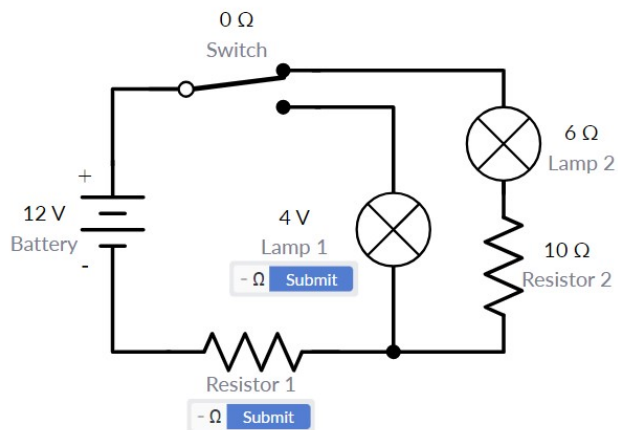 0 Ω
Switch
+
12 V
Battery
-
4 V
Lamp 1
- Ω Submit
6 Ω
Lamp 2
10 Ω
Resistor 2
Resistor 1
- Ω Submit